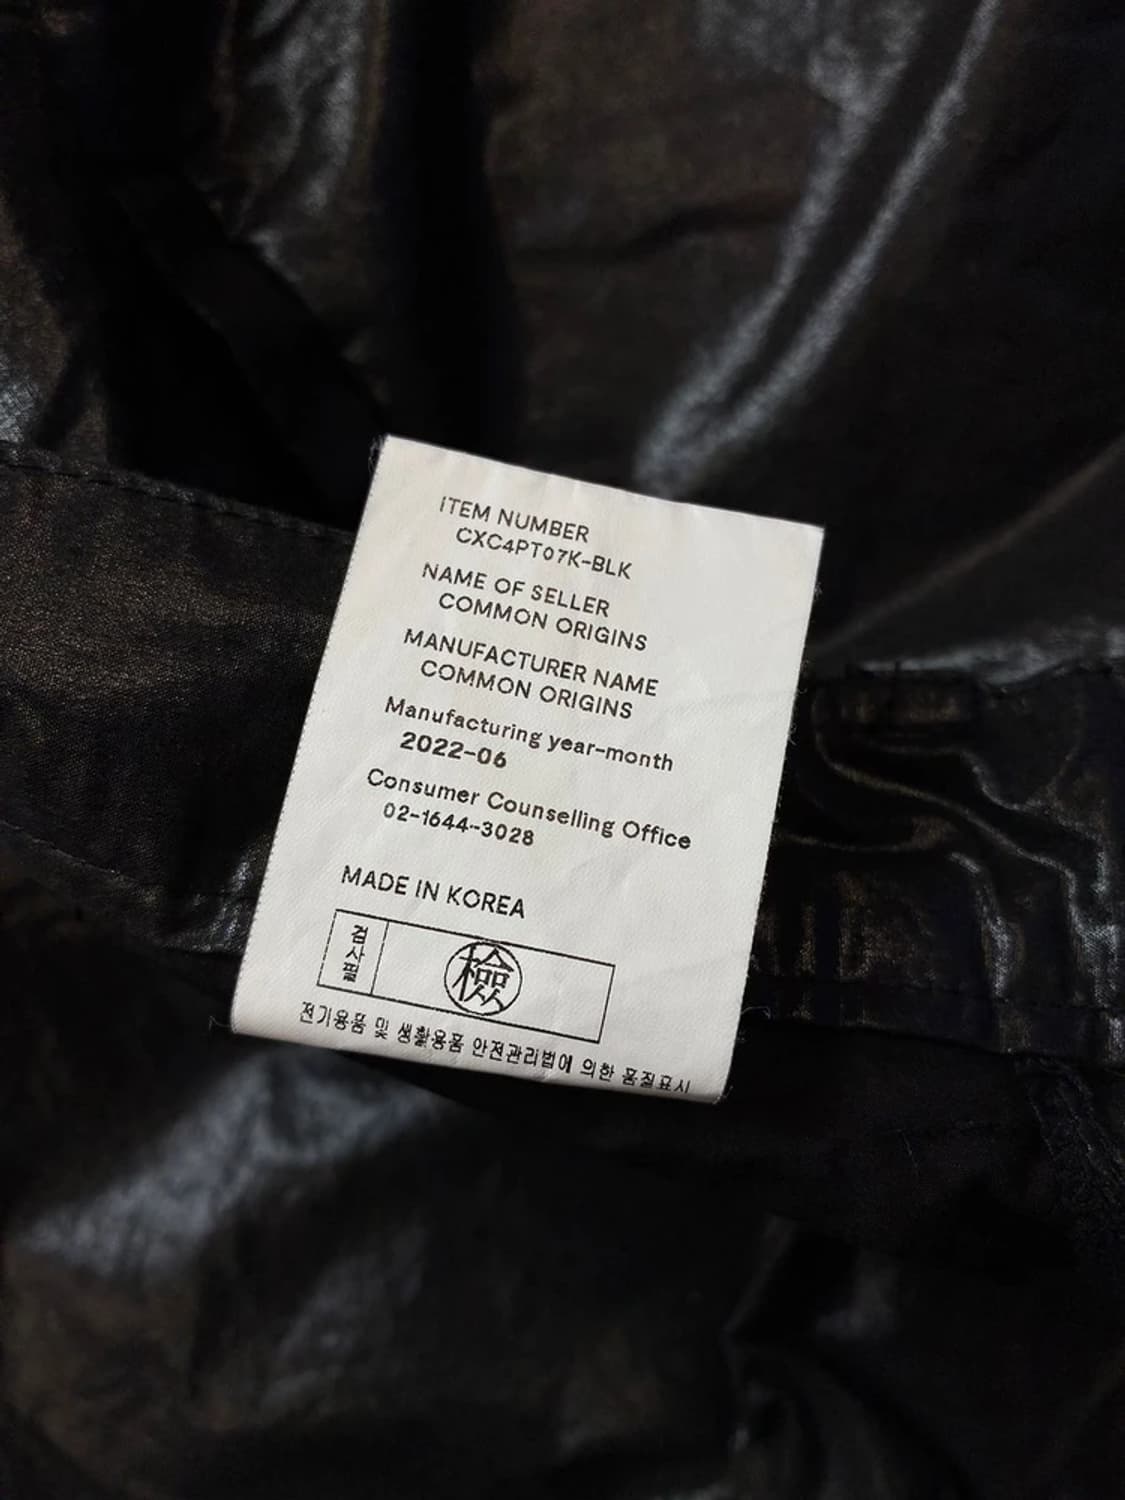 ITEM NUMBER
CXC4PT07K-BLK
NAME OF SELLER
COMMON ORIGINS
MANUFACTURER NAME
COMMON ORIGINS
Manufacturing year-month
2022-06
Consumer Counselling Office
02-1644-3028
MADE IN KOREA
검사필
檢
전기용품 및 생활용품 안전관리법에 의한 품질표시